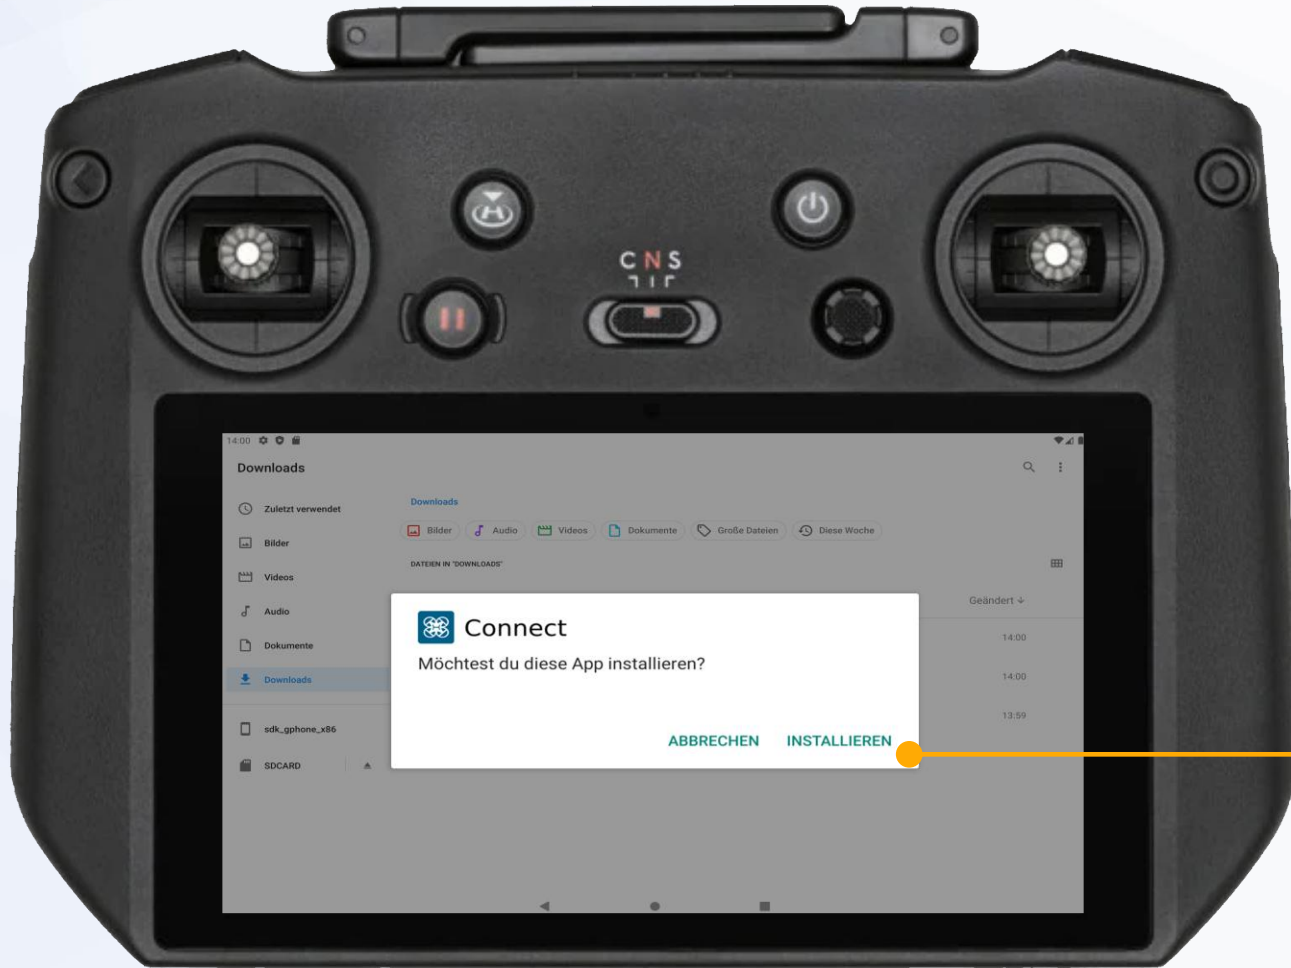 C N S
14:00
Downloads
Zuletzt verwendet
Bilder
Videos
Audio
Dokumente
Downloads
sdk_gphone_x86
SDCARD
Downloads
Bilder Audio Videos Dokumente Große Dateien Diese Woche
DATEIEN IN "DOWNLOADS"
Geändert
14:00
14:00
13:59
Connect
Möchtest du diese App installieren?
ABBRECHEN INSTALLIEREN